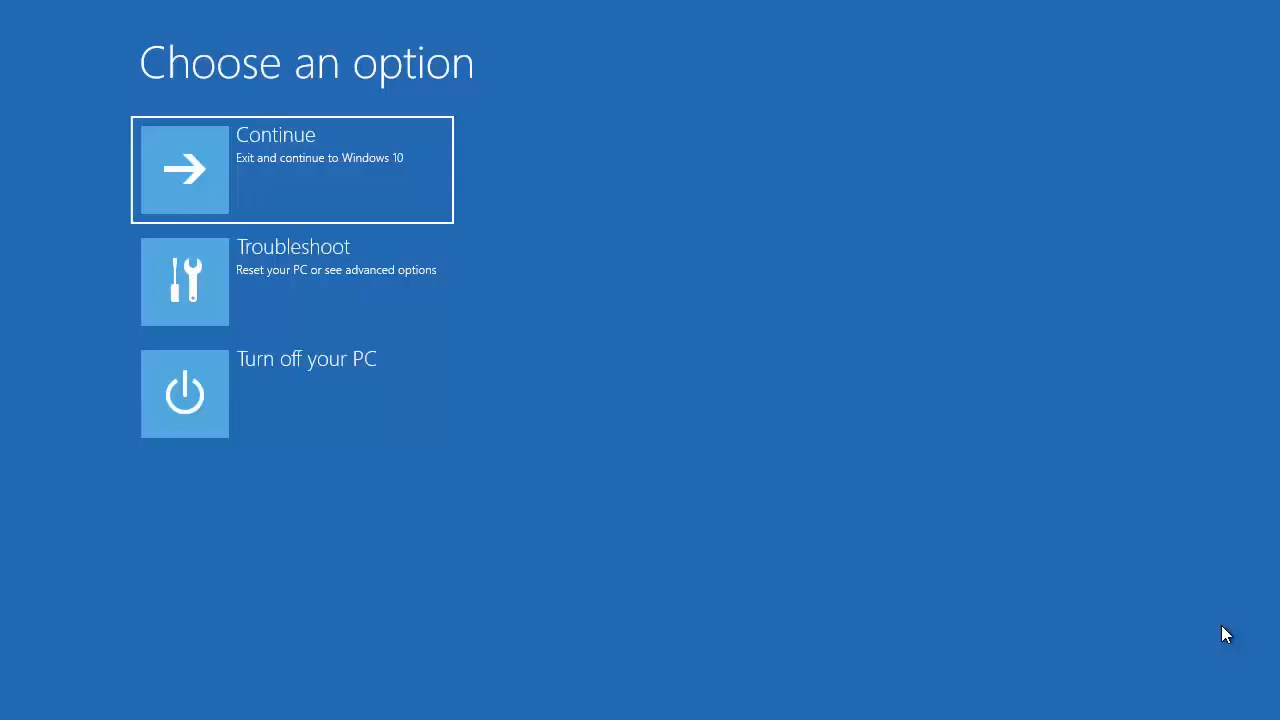 Choose an option
Continue
Exit and continue to Windows 10
Troubleshoot
Reset your PC or see advanced options
Turn off your PC